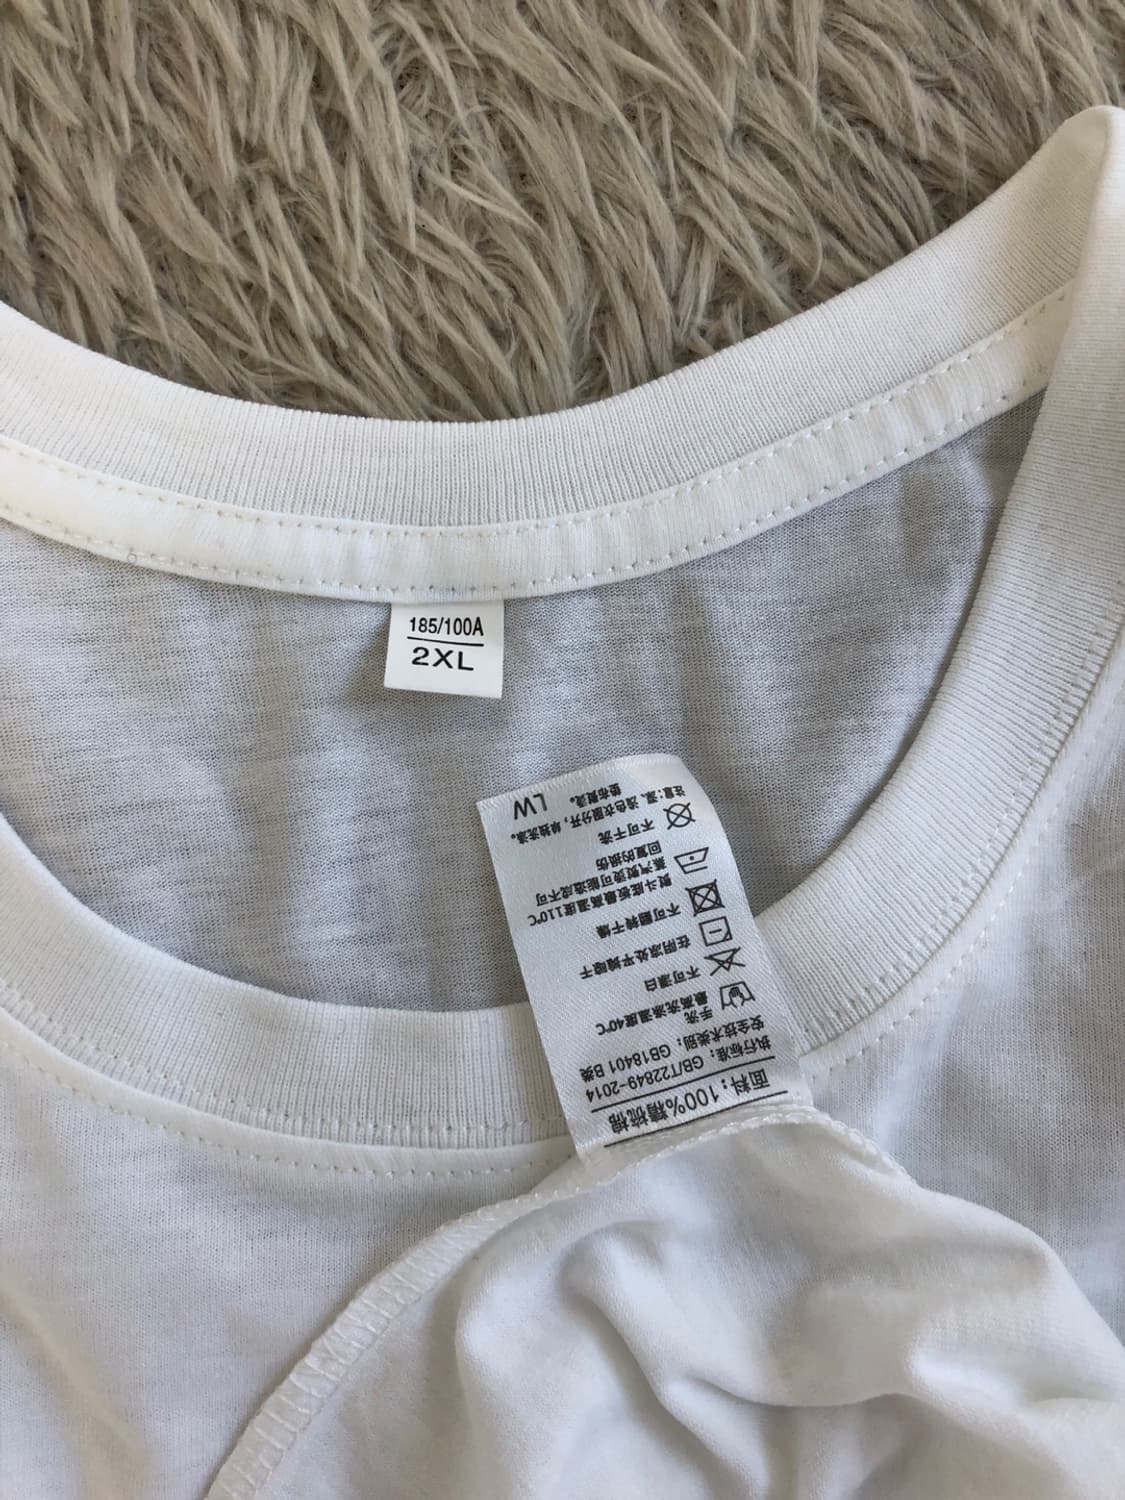 185/100A
2XL
面料：100%精梳棉
执行标准：GB/T22849-2014
安全技术类别：GB18401 B类
手洗
最高洗涤温度40℃
不可漂白
在阴凉处平摊晾干
不可翻转干燥
熨斗底板最高温度110℃
蒸汽熨烫可能造成不可
回复的损伤
不可干洗
注意:深、浅色衣服分开，单独洗涤。
垫布熨烫。
LW